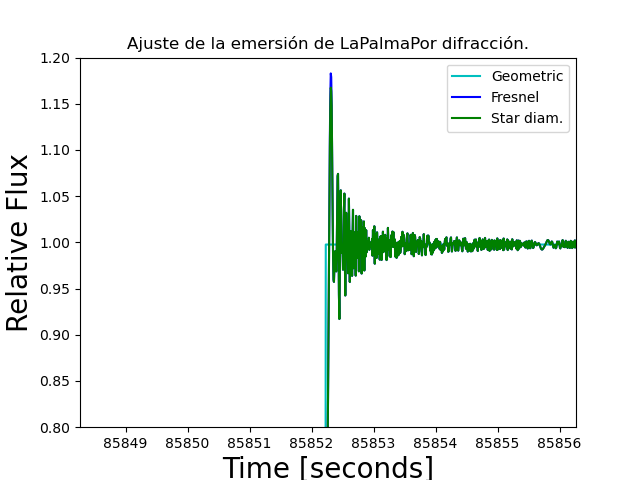 Ajuste de la emersión de LaPalmaPor difracción.
Geometric
Fresnel
Star diam.
Relative Flux
1.20
1.15
1.10
1.05
1.00
0.95
0.90
0.85
0.80
85849 85850 85851 85852 85853 85854 85855 85856
Time [seconds]